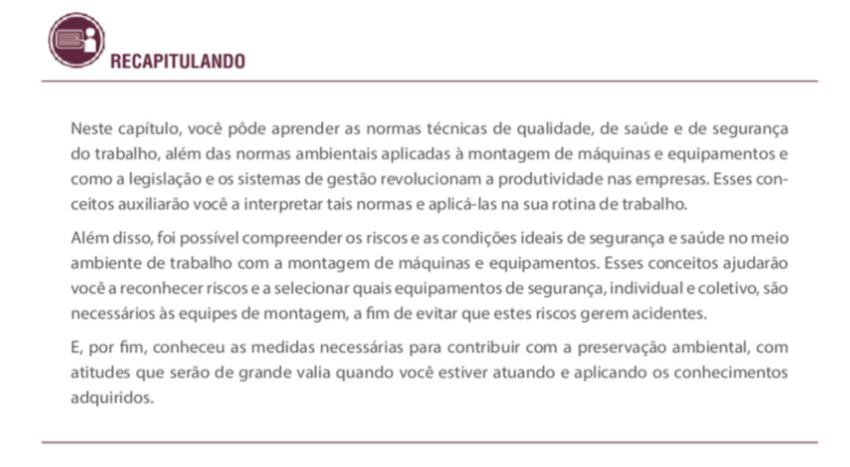 RECAPITULANDO
Neste capítulo, você pôde aprender as normas técnicas de qualidade, de saúde e de segurança
do trabalho, além das normas ambientais aplicadas à montagem de máquinas e equipamentos e
como a legislação e os sistemas de gestão revolucionam a produtividade nas empresas. Esses con-
ceitos auxiliarão você a interpretar tais normas e aplicá-las na sua rotina de trabalho.
Além disso, foi possível compreender os riscos e as condições ideais de segurança e saúde no meio
ambiente de trabalho com a montagem de máquinas e equipamentos. Esses conceitos ajudarão
você a reconhecer riscos e a selecionar quais equipamentos de segurança, individual e coletivo, são
necessários às equipes de montagem, a fim de evitar que estes riscos gerem acidentes.
E, por fim, conheceu as medidas necessárias para contribuir com a preservação ambiental, com
atitudes que serão de grande valia quando você estiver atuando e aplicando os conhecimentos
adquiridos.